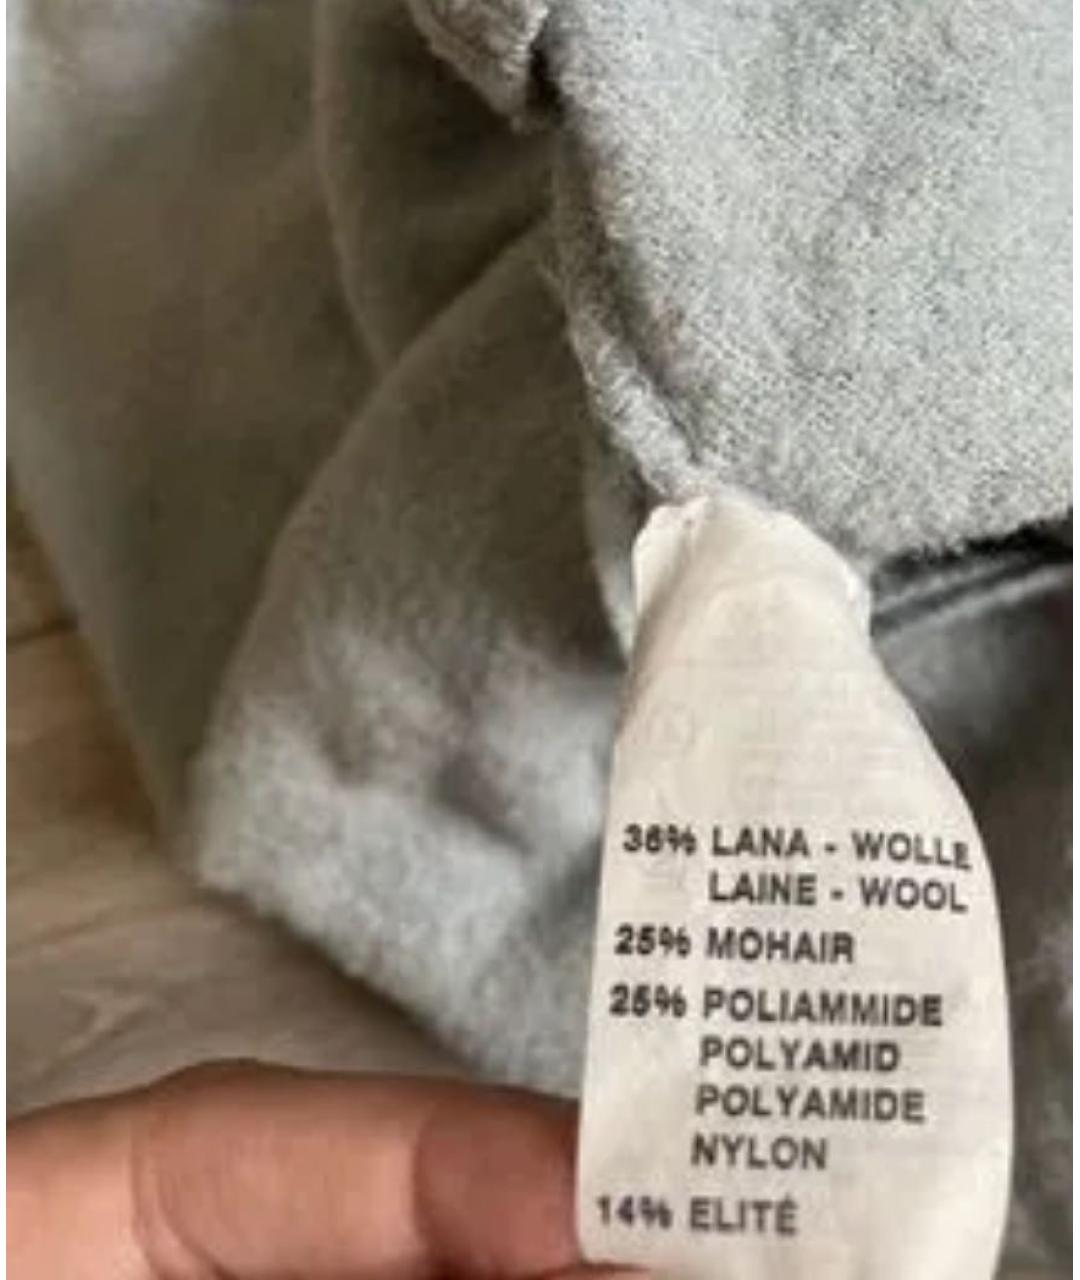 36% LANA - WOLLE
LAINE - WOOL
25% MOHAIR
25% POLIAMMIDE
POLYAMID
POLYAMIDE
NYLON
14% ELITÉ